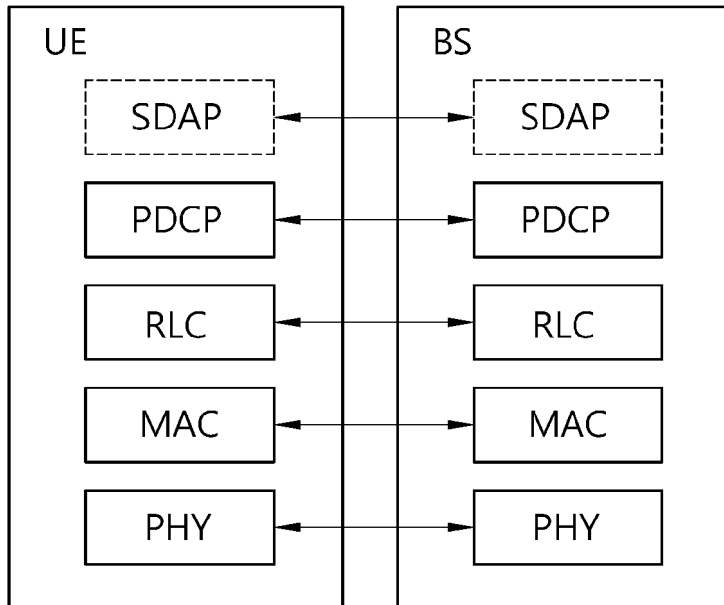 UE BS
SDAP SDAP
PDCP PDCP
RLC RLC
MAC MAC
PHY PHY